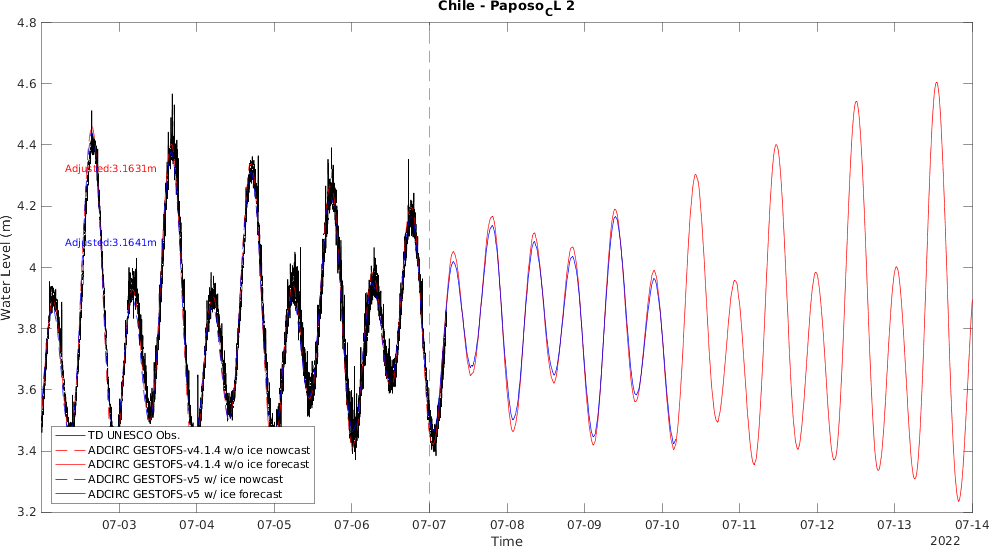 Chile - Paposo_CL 2
4.8
4.6
4.4
4.2
4
3.8
3.6
3.4
3.2
Water Level (m)
Adjusted:3.1631m
Adjusted:3.1641m
TD UNESCO Obs.
ADCIRC GESTOFS-v4.1.4 w/o ice nowcast
ADCIRC GESTOFS-v4.1.4 w/o ice forecast
ADCIRC GESTOFS-v5 w/ ice nowcast
ADCIRC GESTOFS-v5 w/ ice forecast
07-03 07-04 07-05 07-06 07-07 07-08 07-09 07-10 07-11 07-12 07-13 07-14
Time
2022